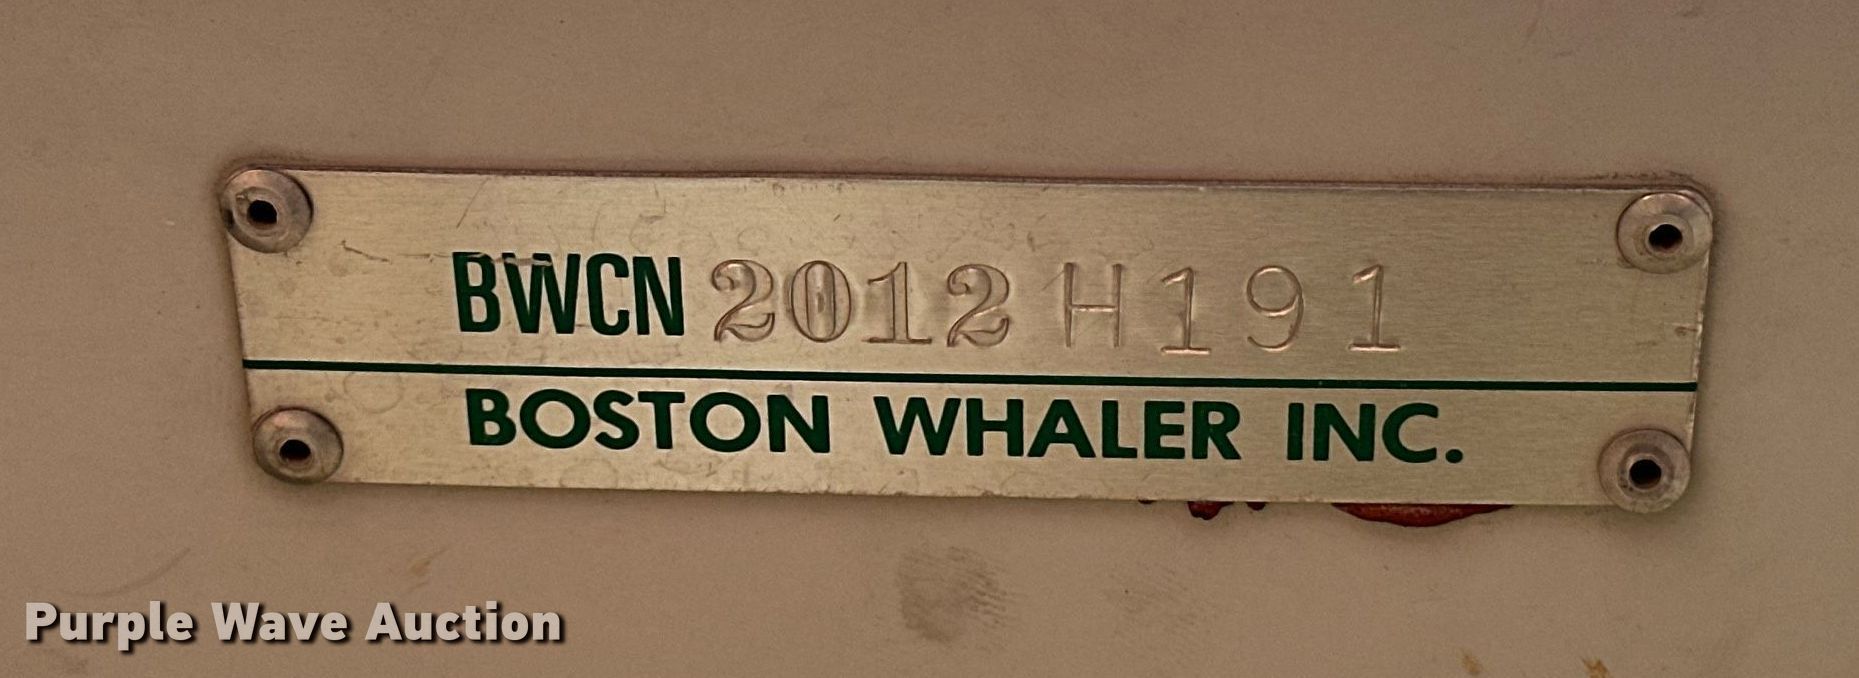 BWCN 2012 H191
BOSTON WHALER INC.
Purple Wave Auction